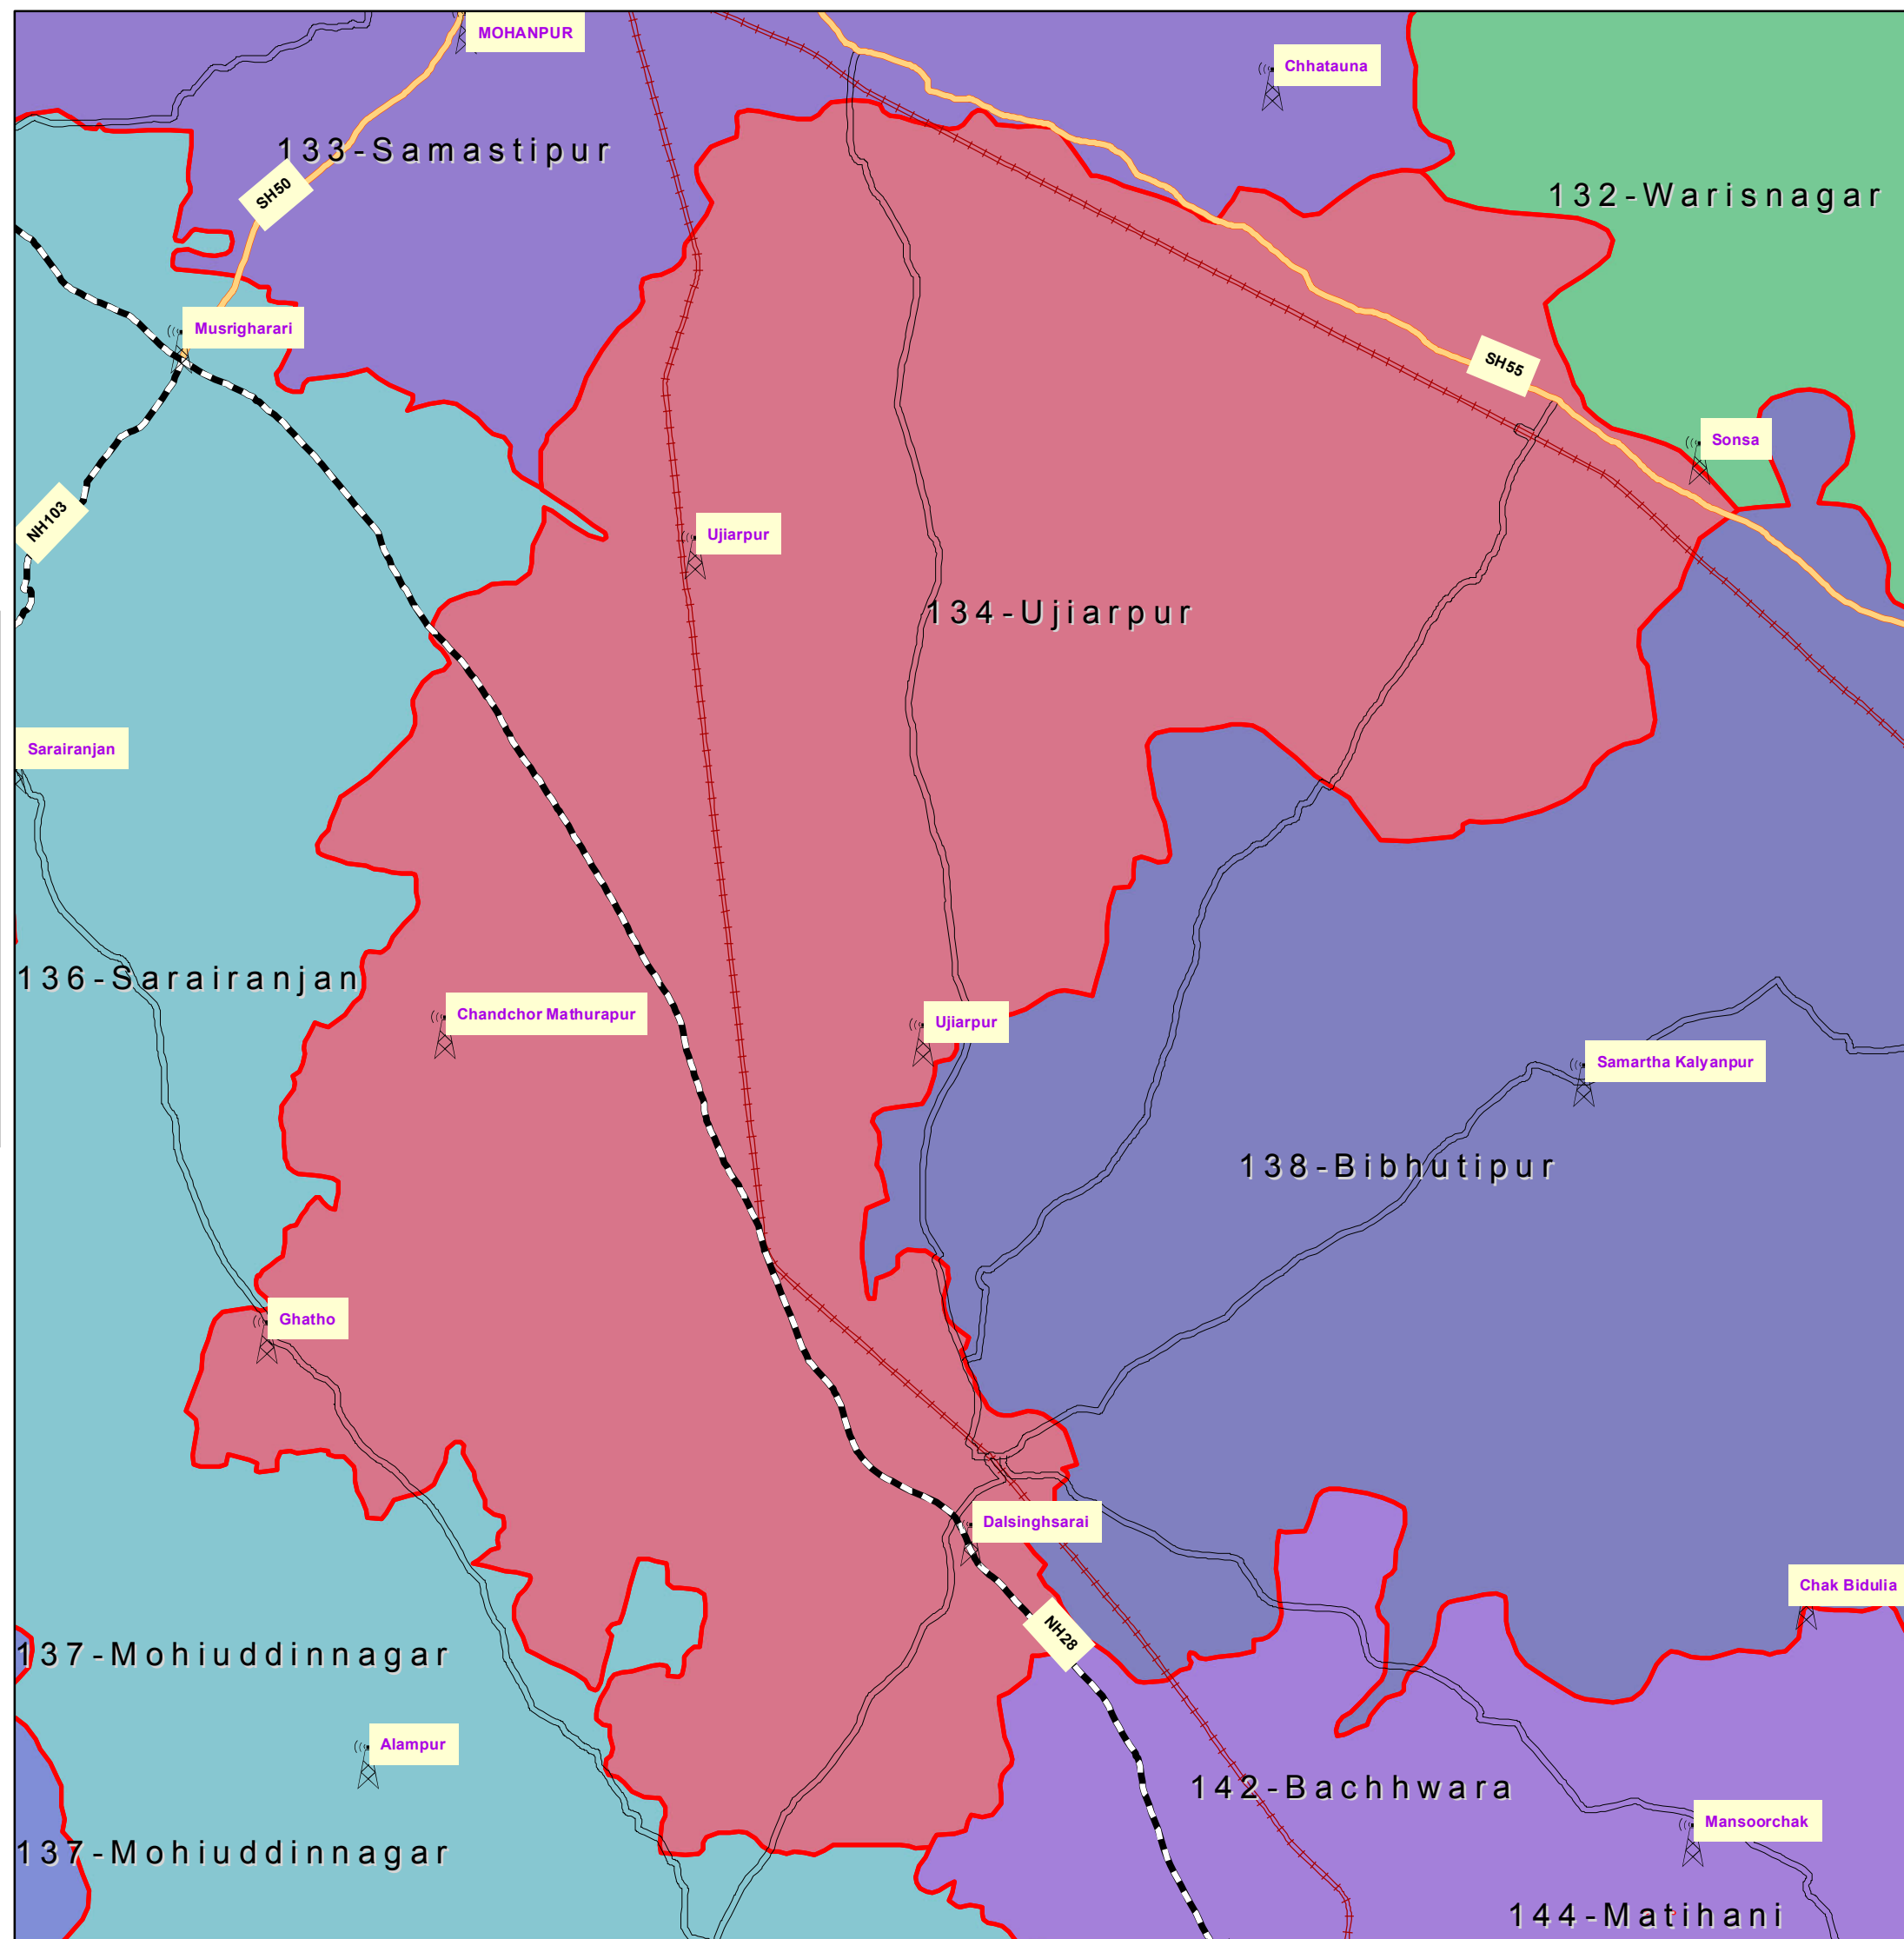 MOHANPUR
Chhatauna
133-Samastipur
SH50
132-Warisnagar
Musrigharari
SH55
Sonsa
NH103
Ujiarpur
134-Ujiarpur
Sarairanjan
136-Sarairanjan
Chandchor Mathurapur
Ujiarpur
Samartha Kalyanpur
138-Bibhutipur
Ghatho
Dalsinghsarai
Chak Bidulia
NH28
137-Mohiuddinnagar
Alampur
142-Bachhwara
Mansoorchak
137-Mohiuddinnagar
144-Matihani